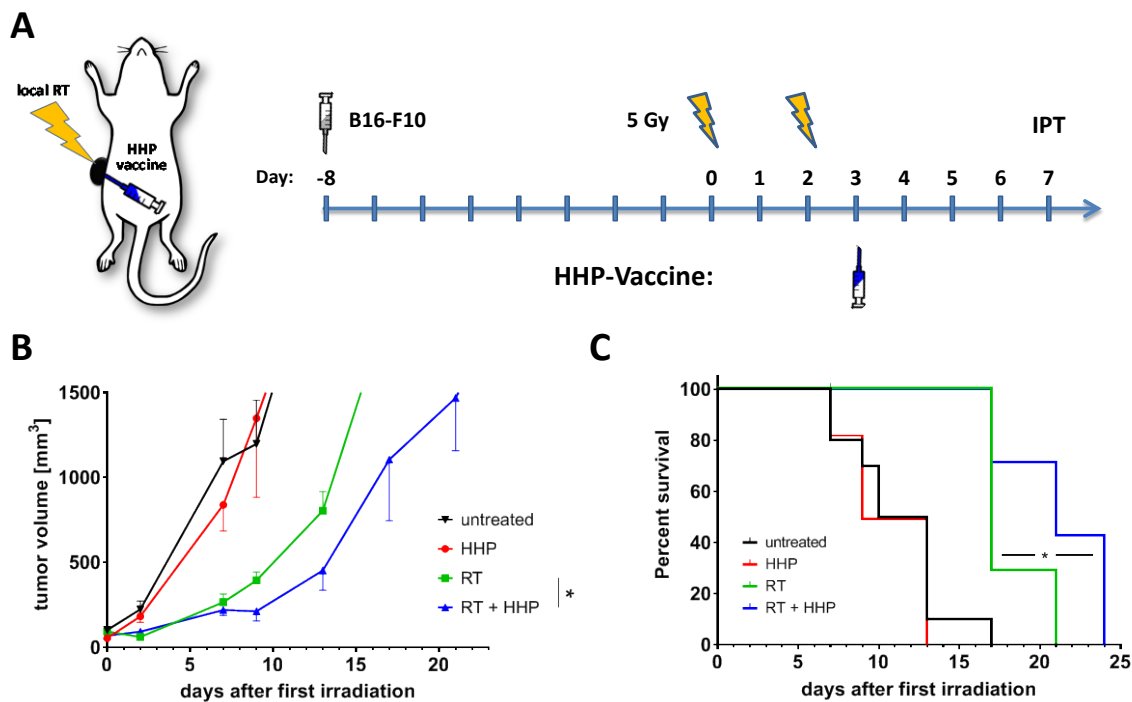 A
local RT
HHP
vaccine
B16-F10
5 Gy
IPT
Day: -8 0 1 2 3 4 5 6 7
HHP-Vaccine:
B
tumor volume [mm³]
1500
1000
500
0
0 5 10 15 20
days after first irradiation
untreated
HHP
RT
RT + HHP
*
C
Percent survival
100
80
60
40
20
0
0 5 10 15 20 25
days after first irradiation
untreated
HHP
RT
RT + HHP
*